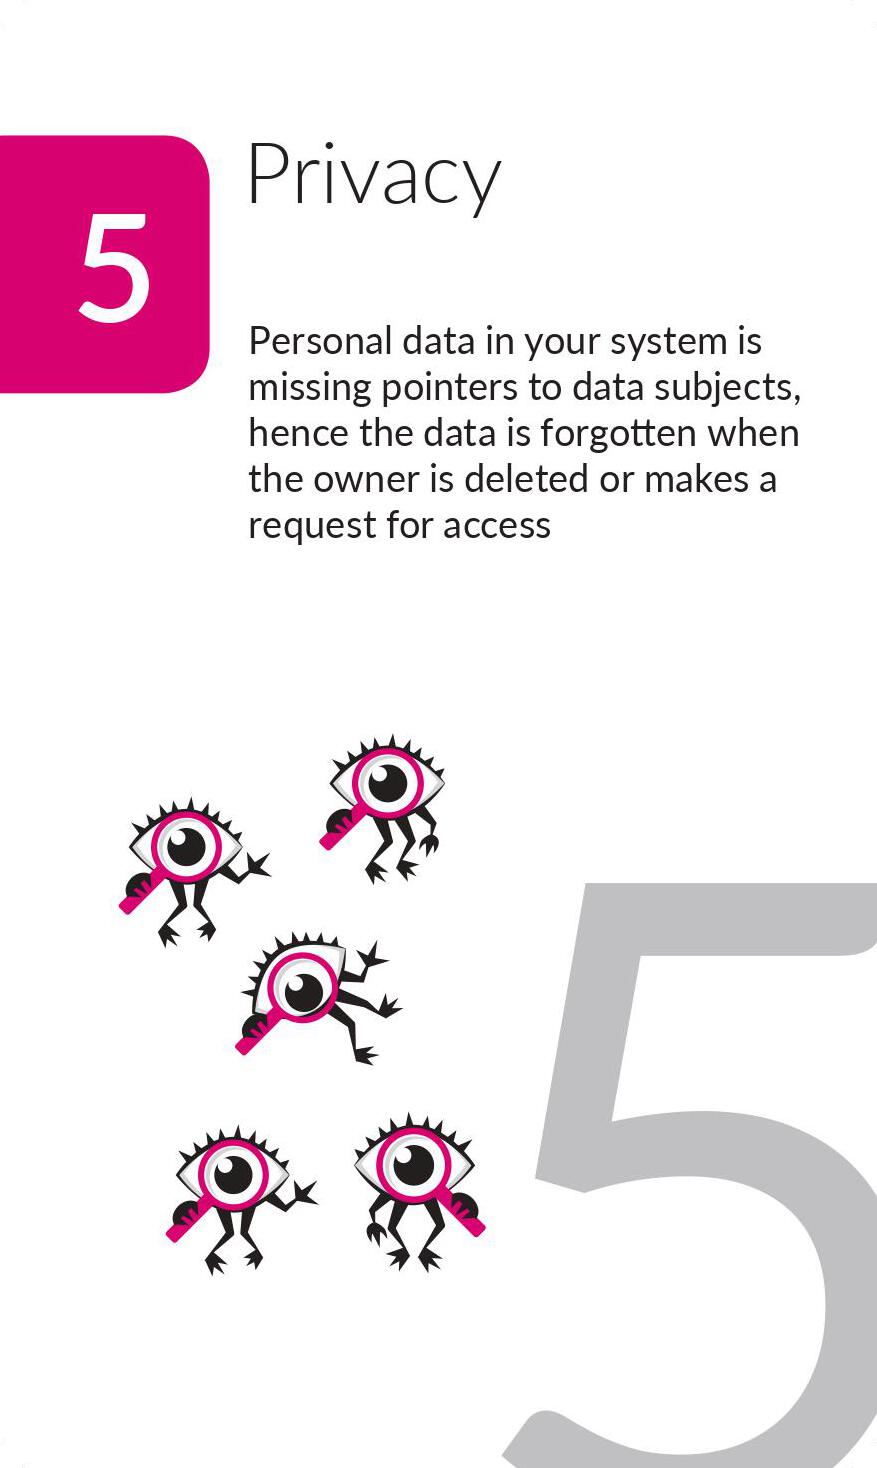 5
Privacy
Personal data in your system is
missing pointers to data subjects,
hence the data is forgotten when
the owner is deleted or makes a
request for access
5